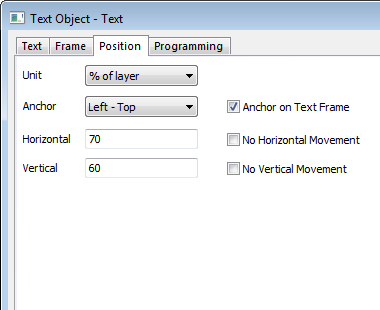 Text Object - Text
Text Frame Position Programming
Unit % of layer
Anchor Left - Top Anchor on Text Frame
Horizontal 70 No Horizontal Movement
Vertical 60 No Vertical Movement